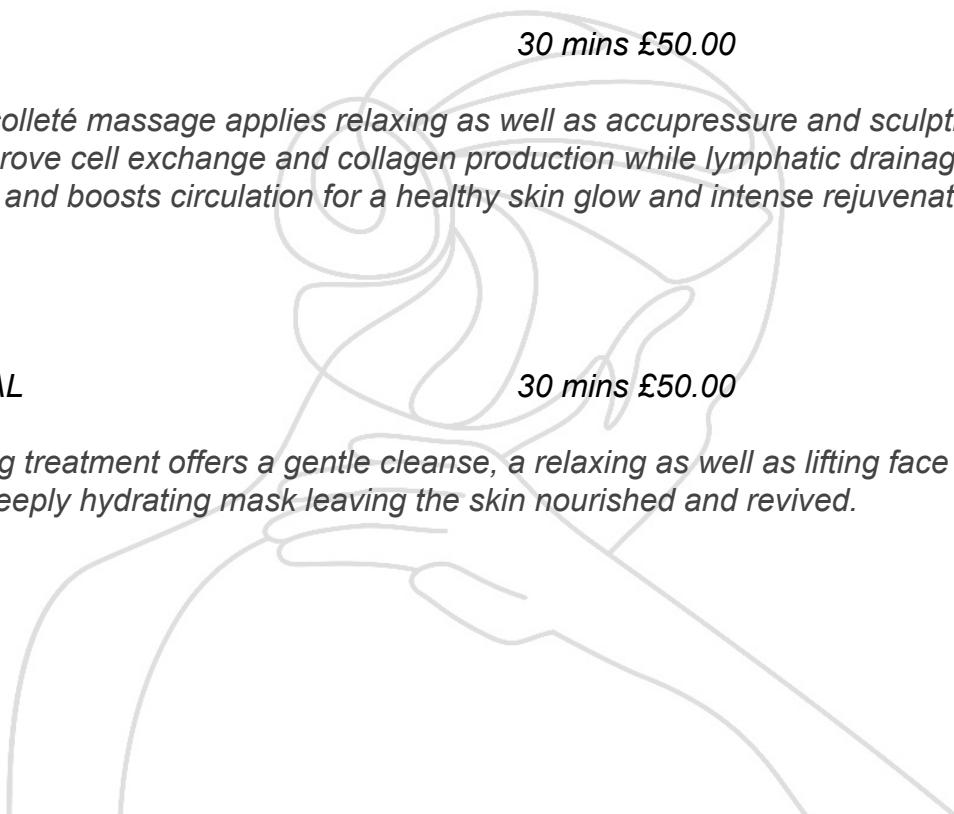 30 mins £50.00
olleté massage applies relaxing as well as accupressure and sculpt
rove cell exchange and collagen production while lymphatic drainag
and boosts circulation for a healthy skin glow and intense rejuvenat
AL 30 mins £50.00
g treatment offers a gentle cleanse, a relaxing as well as lifting face
eeply hydrating mask leaving the skin nourished and revived.